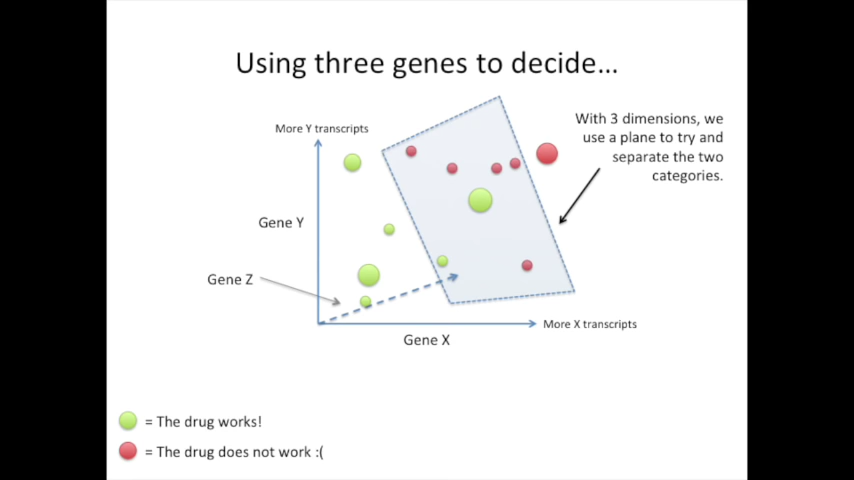 Using three genes to decide...
More Y transcripts
With 3 dimensions, we
use a plane to try and
separate the two
categories.
Gene Y
Gene Z
More X transcripts
Gene X
= The drug works!
= The drug does not work :(